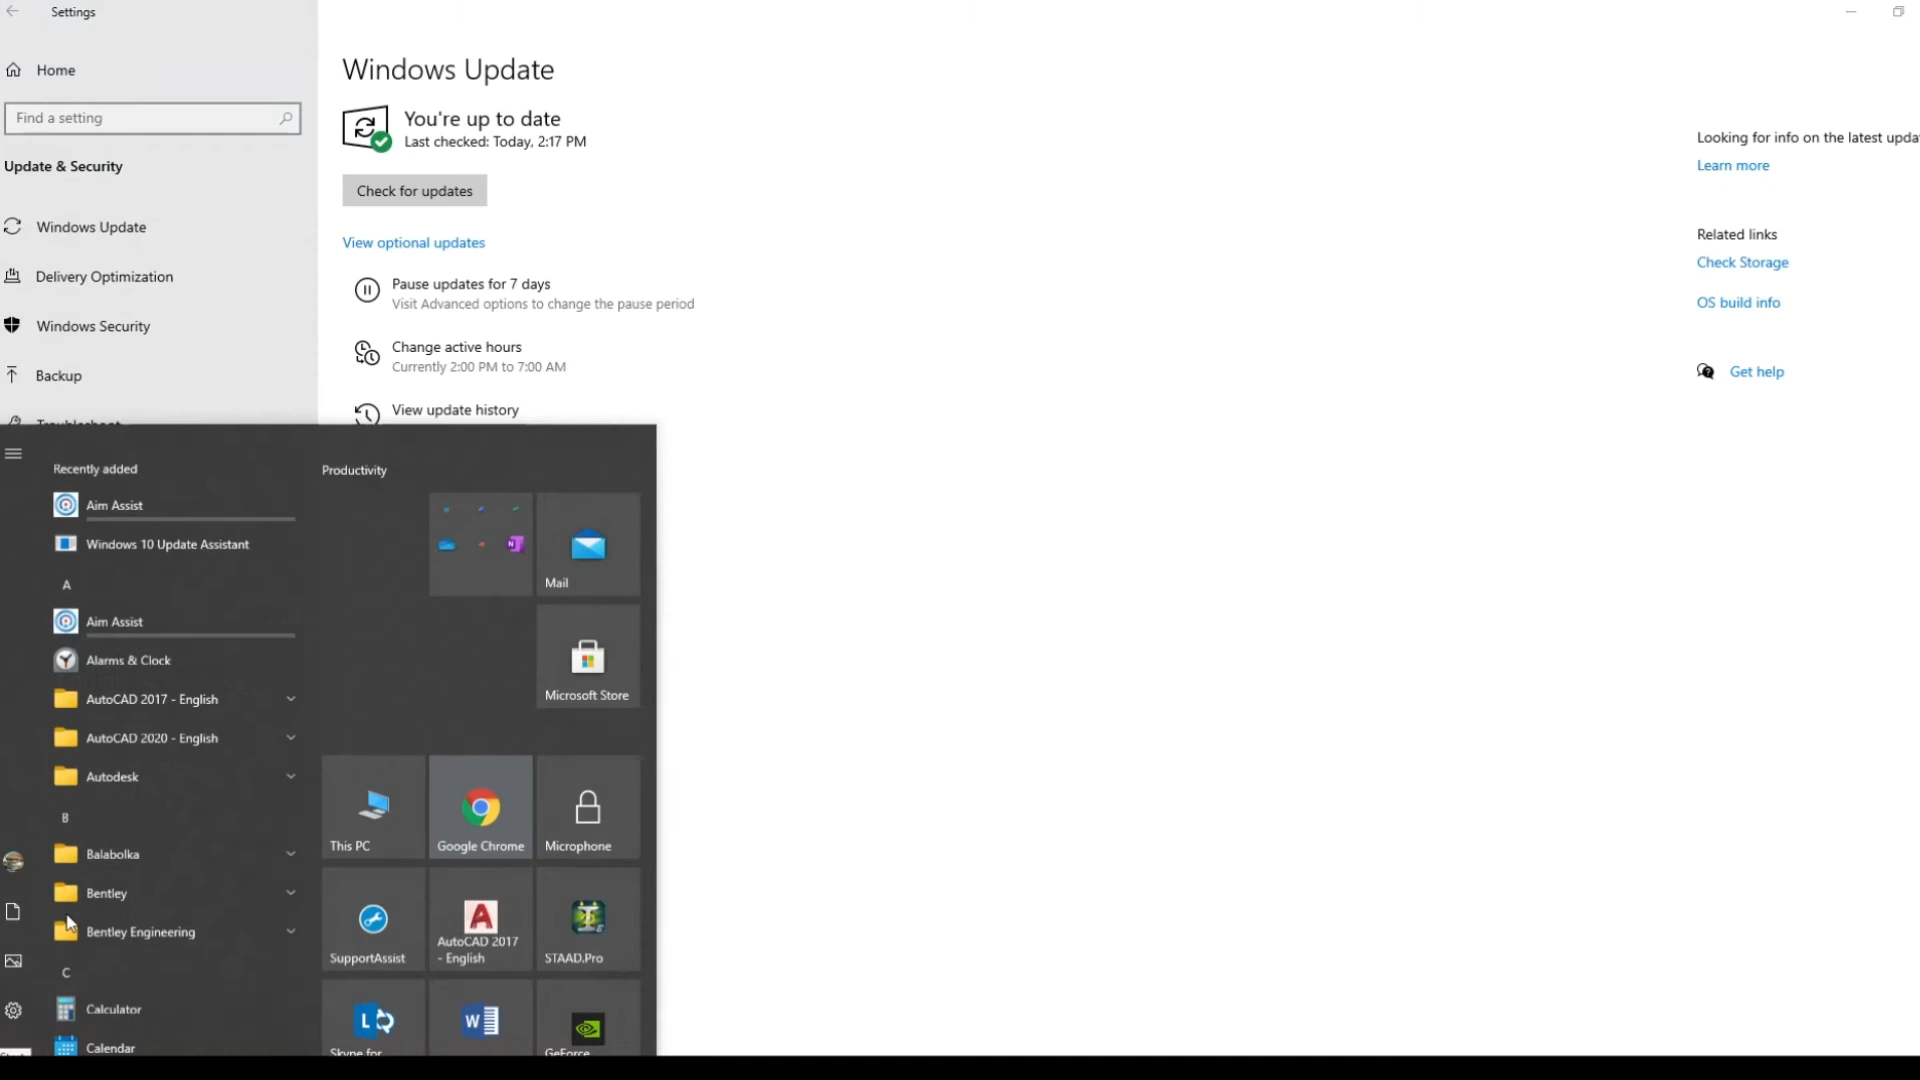 Settings
Home
Find a setting
Update & Security
Windows Update
Delivery Optimization
Windows Security
Backup
Troubleshoot
Windows Update
You're up to date
Last checked: Today, 2:17 PM
Check for updates
View optional updates
Pause updates for 7 days
Visit Advanced options to change the pause period
Change active hours
Currently 2:00 PM to 7:00 AM
View update history
Looking for info on the latest upda
Learn more
Related links
Check Storage
OS build info
Get help
Recently added
Aim Assist
Windows 10 Update Assistant
A
Aim Assist
Alarms & Clock
AutoCAD 2017 - English
AutoCAD 2020 - English
Autodesk
B
Balabolka
Bentley
Bentley Engineering
C
Calculator
Calendar
Productivity
Mail
Microsoft Store
This PC
Google Chrome
Microphone
SupportAssist
AutoCAD 2017
- English
STAAD.Pro
Skype for
GeForce